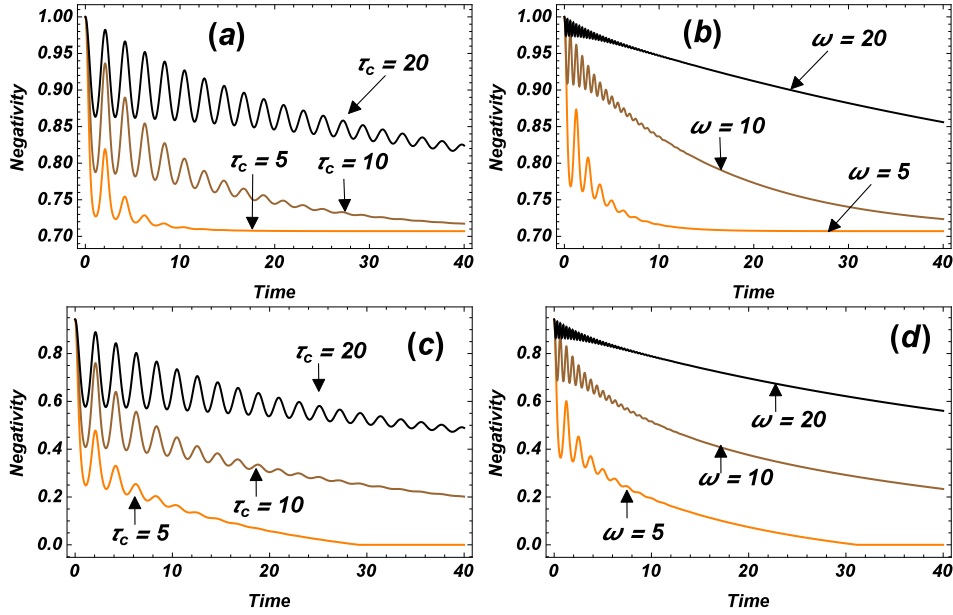 (a)
τc = 20
τc = 5
τc = 10
Negativity
1.00
0.95
0.90
0.85
0.80
0.75
0.70
0
10
20
30
40
Time
(b)
ω = 20
ω = 10
ω = 5
Negativity
1.00
0.95
0.90
0.85
0.80
0.75
0.70
0
10
20
30
40
Time
(c)
τc = 20
τc = 10
τc = 5
Negativity
0.8
0.6
0.4
0.2
0.0
0
10
20
30
40
Time
(d)
ω = 20
ω = 10
ω = 5
Negativity
0.8
0.6
0.4
0.2
0.0
0
10
20
30
40
Time